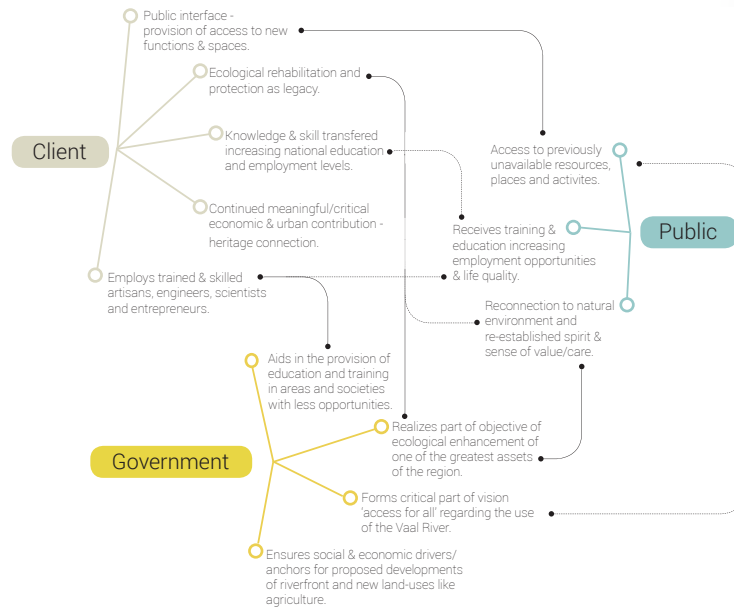 Public interface -
provision of access to new
functions & spaces.
Ecological rehabilitation and
protection as legacy.
Client
Knowledge & skill transfered
increasing national education
and employment levels.
Continued meaningful/critical
economic & urban contribution -
heritage connection.
Employs trained & skilled
artisans, engineers, scientists
and entrepreneurs.
Access to previously
unavailable resources,
places and activites.
Public
Receives training &
education increasing
employment opportunities
& life quality.
Reconnection to natural
environment and
re-established spirit &
sense of value/care.
Aids in the provision of
education and training
in areas and societies
with less opportunities.
Government
Realizes part of objective of
ecological enhancement of
one of the greatest assets
of the region.
Forms critical part of vision
'access for all' regarding the use
of the Vaal River.
Ensures social & economic drivers/
anchors for proposed developments
of riverfront and new land-uses like
agriculture.